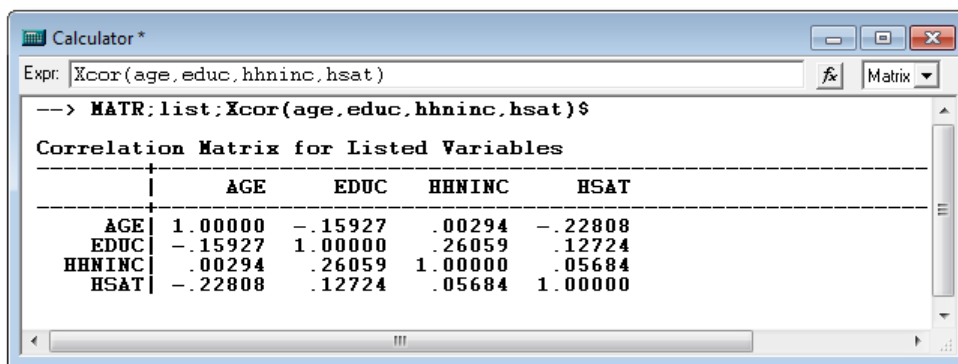 Calculator *
Expr: Xcor(age,educ,hhninc,hsat) fx Matrix
--> MATR;list;Xcor(age,educ,hhninc,hsat)$
Correlation Matrix for Listed Variables
AGE EDUC HHNINC HSAT
AGE| 1.00000 -.15927 .00294 -.22808
EDUC| -.15927 1.00000 .26059 .12724
HHNINC| .00294 .26059 1.00000 .05684
HSAT| -.22808 .12724 .05684 1.00000